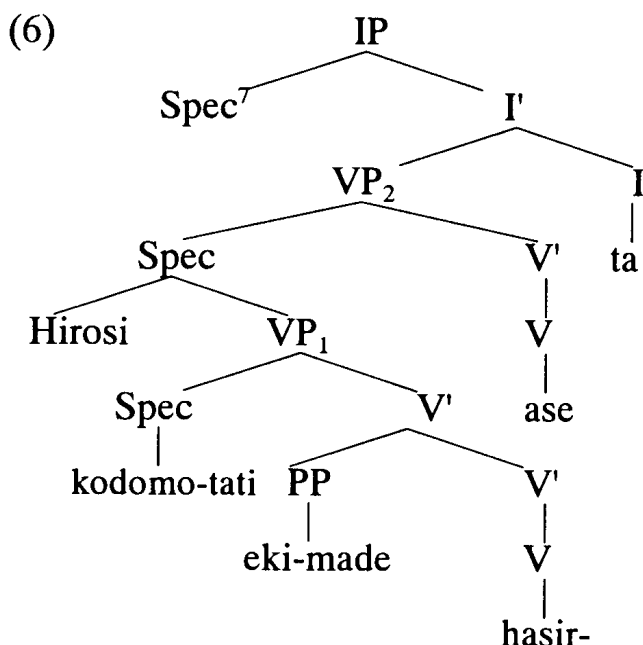 (6) IP
Spec⁷ I'
VP₂ I
Spec V' ta
Hirosi VP₁ V
Spec V' ase
kodomo-tati PP V'
eki-made V
hasir-